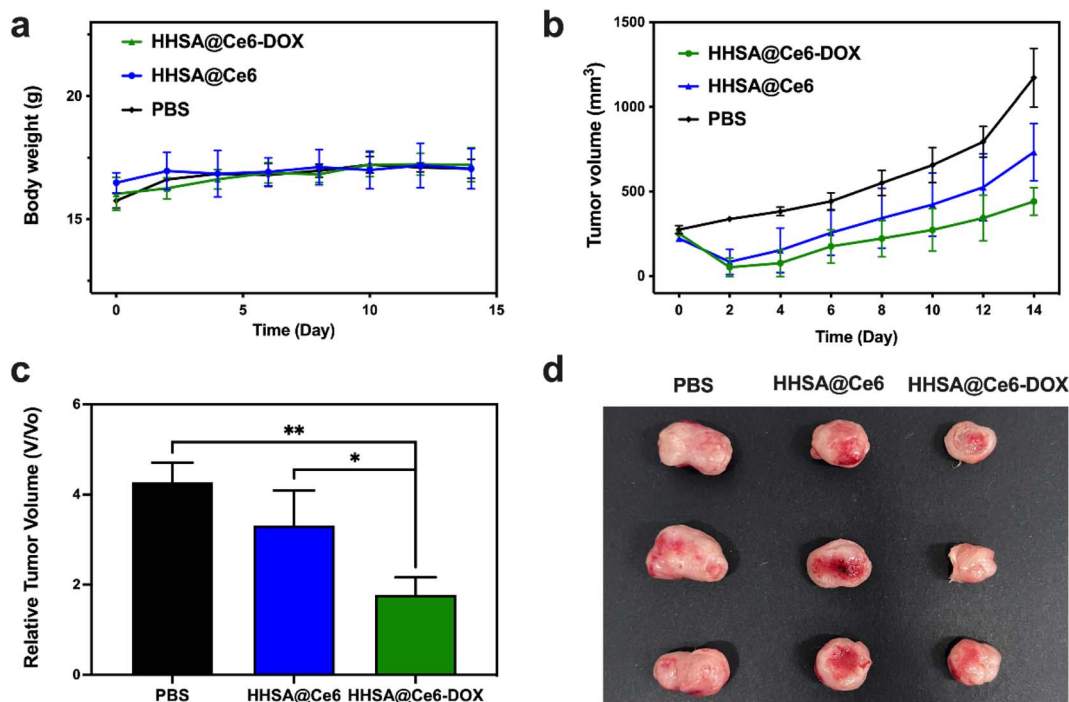 a
HHSA@Ce6-DOX
HHSA@Ce6
PBS
Body weight (g)
25
20
15
0
5
10
15
Time (Day)
b
HHSA@Ce6-DOX
HHSA@Ce6
PBS
Tumor volume (mm³)
1500
1000
500
0
0
2
4
6
8
10
12
14
Time (Day)
c
Relative Tumor Volume (V/Vo)
6
4
2
0
**
*
PBS
HHSA@Ce6
HHSA@Ce6-DOX
d
PBS
HHSA@Ce6
HHSA@Ce6-DOX